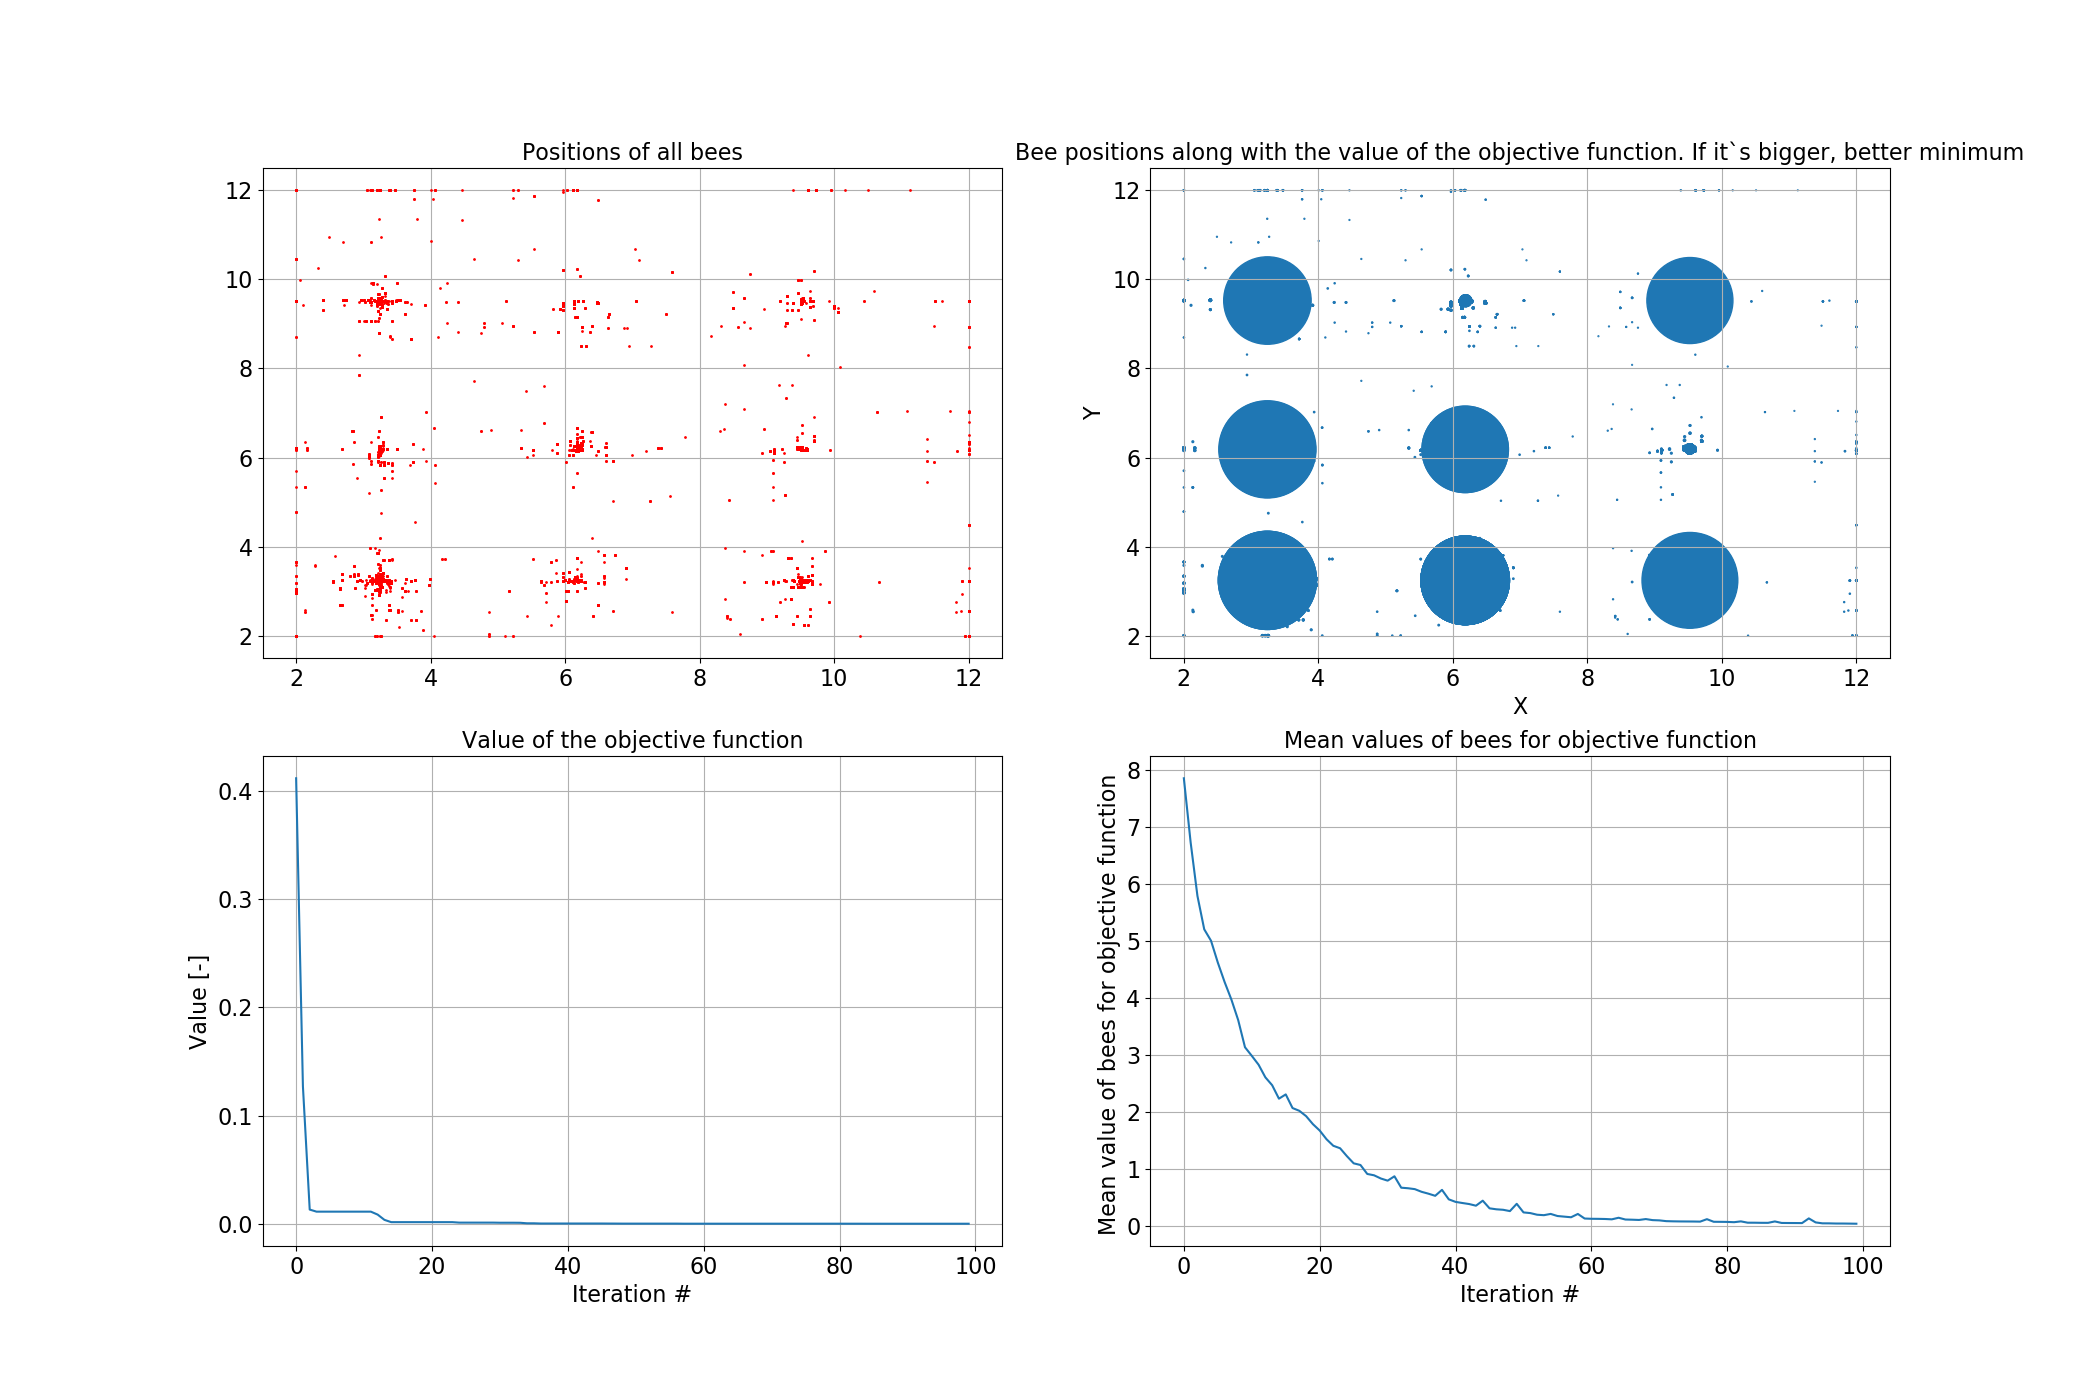 Positions of all bees
12
10
8
6
4
2
2 4 6 8 10 12
Bee positions along with the value of the objective function. If it`s bigger, better minimum
Y
12
10
8
6
4
2
2 4 6 8 10 12
X
Value of the objective function
Value [-]
0.4
0.3
0.2
0.1
0.0
0 20 40 60 80 100
Iteration #
Mean values of bees for objective function
Mean value of bees for objective function
8
7
6
5
4
3
2
1
0
0 20 40 60 80 100
Iteration #